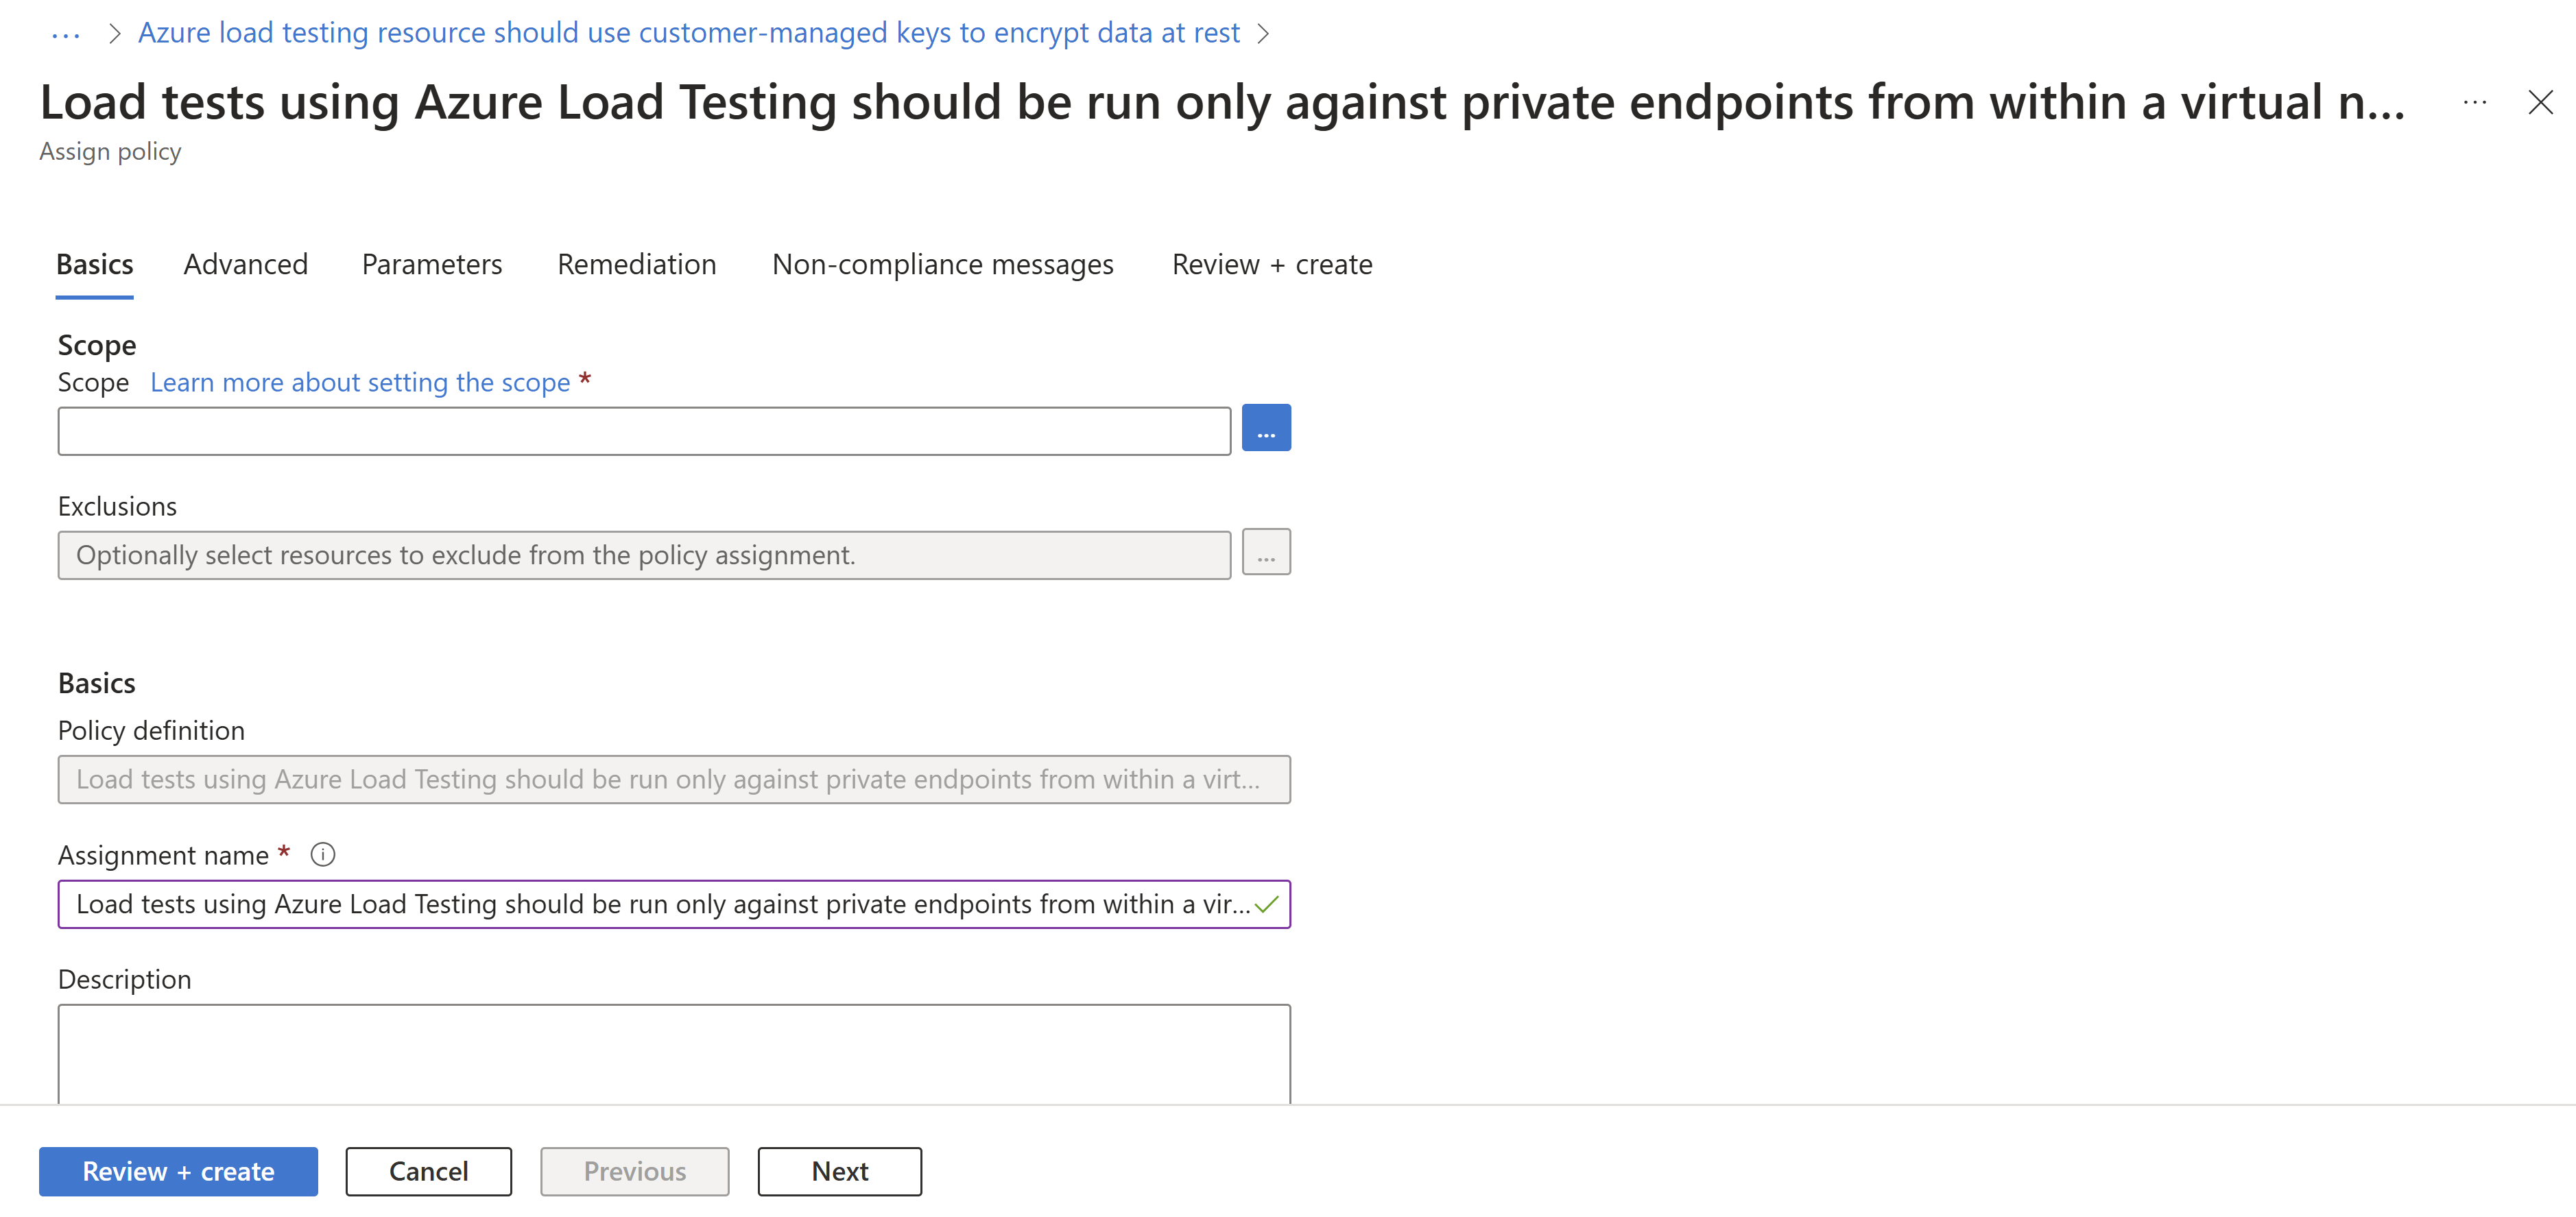 ... > Azure load testing resource should use customer-managed keys to encrypt data at rest >
Load tests using Azure Load Testing should be run only against private endpoints from within a virtual n... ...
Assign policy
Basics Advanced Parameters Remediation Non-compliance messages Review + create
Scope
Scope Learn more about setting the scope *
...
Exclusions
Optionally select resources to exclude from the policy assignment. ...
Basics
Policy definition
Load tests using Azure Load Testing should be run only against private endpoints from within a virt...
Assignment name *
Load tests using Azure Load Testing should be run only against private endpoints from within a vir...
Description
Review + create Cancel Previous Next